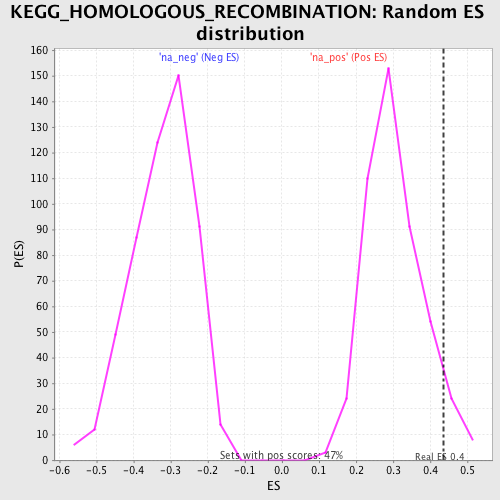 KEGG_HOMOLOGOUS_RECOMBINATION: Random ES
distribution
'na_neg' (Neg ES)
'na_pos' (Pos ES)
160
150
140
130
120
110
100
90
80
70
60
50
40
30
20
10
0
P(ES)
Sets with pos scores: 47%
Real ES 0.4
-0.6 -0.5 -0.4 -0.3 -0.2 -0.1 0.0 0.1 0.2 0.3 0.4 0.5
ES